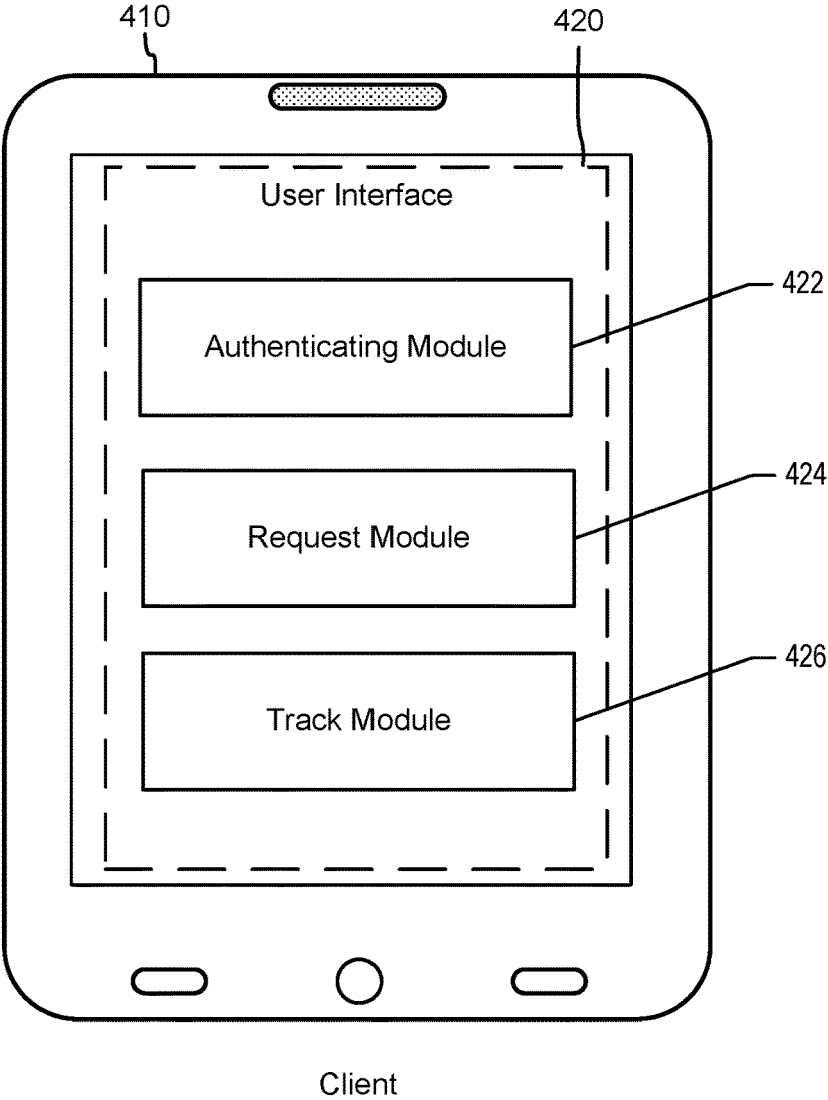 410
420
User Interface
422
Authenticating Module
424
Request Module
426
Track Module
Client